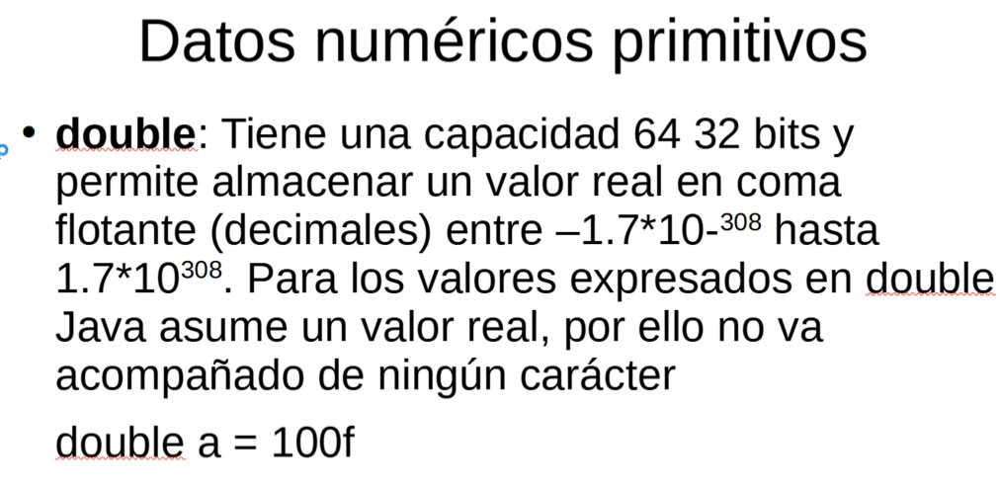 Datos numéricos primitivos
• double: Tiene una capacidad 64 32 bits y
permite almacenar un valor real en coma
flotante (decimales) entre –1.7*10-³⁰⁸ hasta
1.7*10³⁰⁸. Para los valores expresados en double
Java asume un valor real, por ello no va
acompañado de ningún carácter
double a = 100f